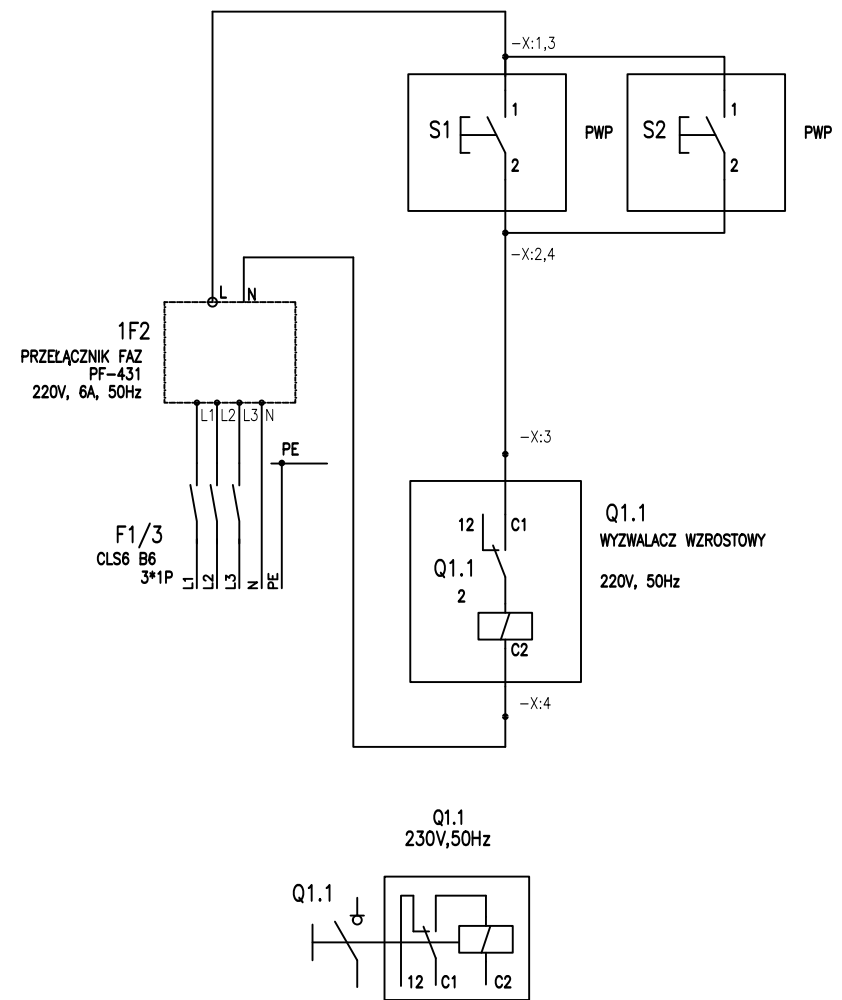 -X:1,3
1
S1
2
PWP
1
S2
2
PWP
-X:2,4
L
N
1F2
PRZEŁĄCZNIK FAZ
PF-431
220V, 6A, 50Hz
L1
L2
L3
N
PE
F1/3
CLS6 B6
3*1P
L1
L2
L3
N
PE
-X:3
12
C1
Q1.1
2
C2
Q1.1
WYZWALACZ WZROSTOWY
220V, 50Hz
-X:4
Q1.1
230V,50Hz
Q1.1
12
C1
C2